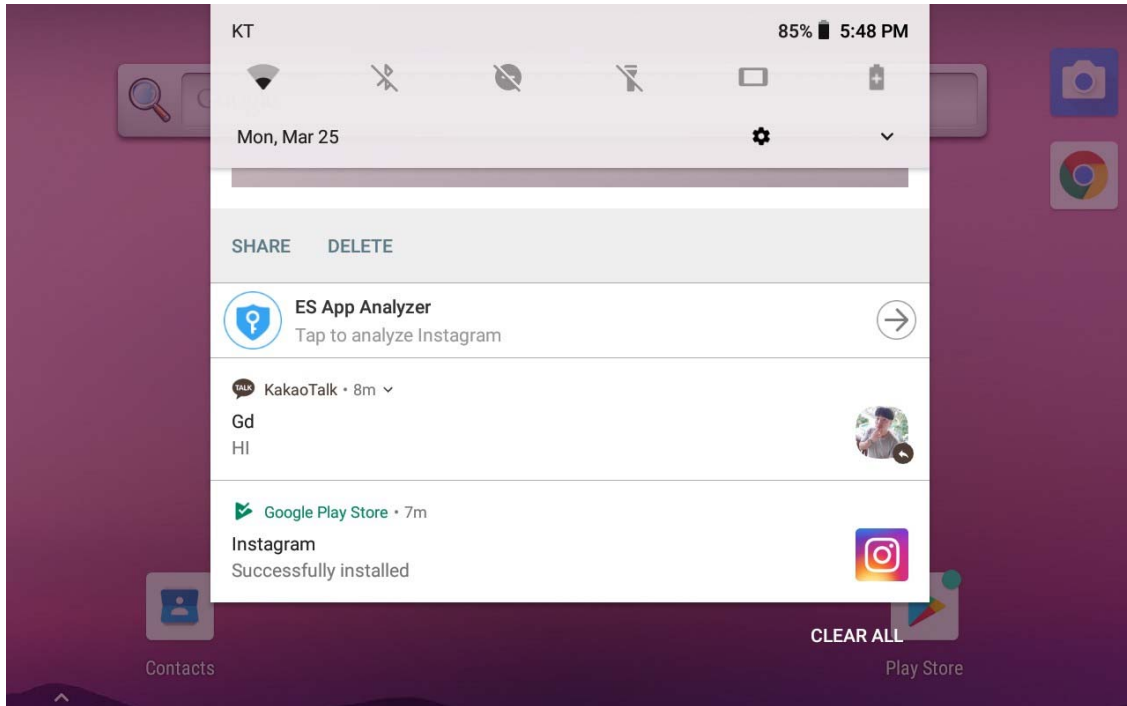 KT
85% 5:48 PM
Mon, Mar 25
SHARE DELETE
ES App Analyzer
Tap to analyze Instagram
TALK KakaoTalk • 8m
Gd
HI
Google Play Store • 7m
Instagram
Successfully installed
CLEAR ALL
Contacts
Play Store